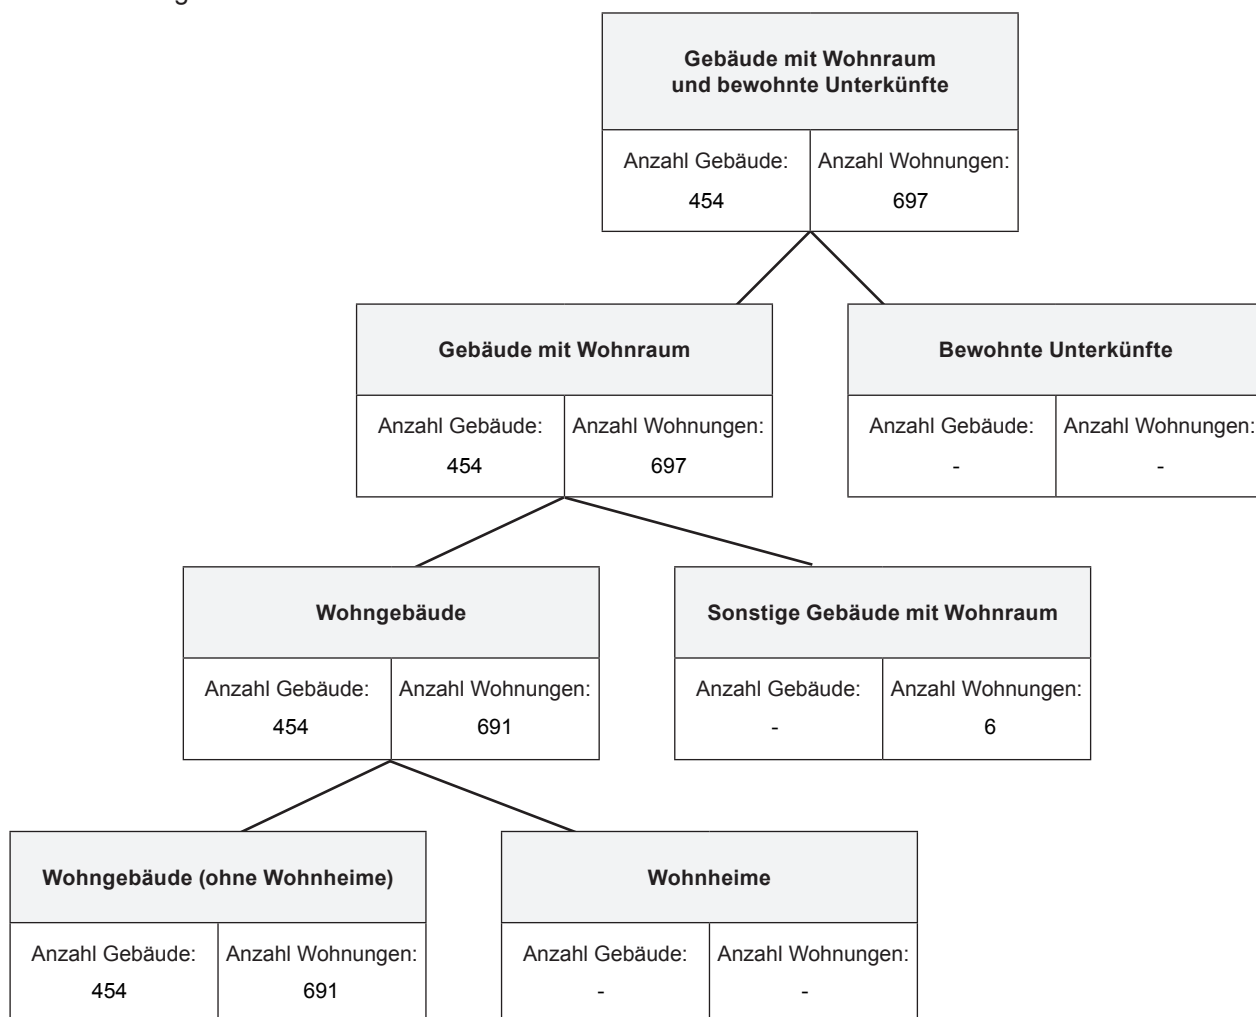 Gebäude mit Wohnraum
und bewohnte Unterkünfte
Anzahl Gebäude: Anzahl Wohnungen:
454 697
Gebäude mit Wohnraum
Anzahl Gebäude: Anzahl Wohnungen:
454 697
Bewohnte Unterkünfte
Anzahl Gebäude: Anzahl Wohnungen:
- -
Wohngebäude
Anzahl Gebäude: Anzahl Wohnungen:
454 691
Sonstige Gebäude mit Wohnraum
Anzahl Gebäude: Anzahl Wohnungen:
- 6
Wohngebäude (ohne Wohnheime)
Anzahl Gebäude: Anzahl Wohnungen:
454 691
Wohnheime
Anzahl Gebäude: Anzahl Wohnungen:
- -